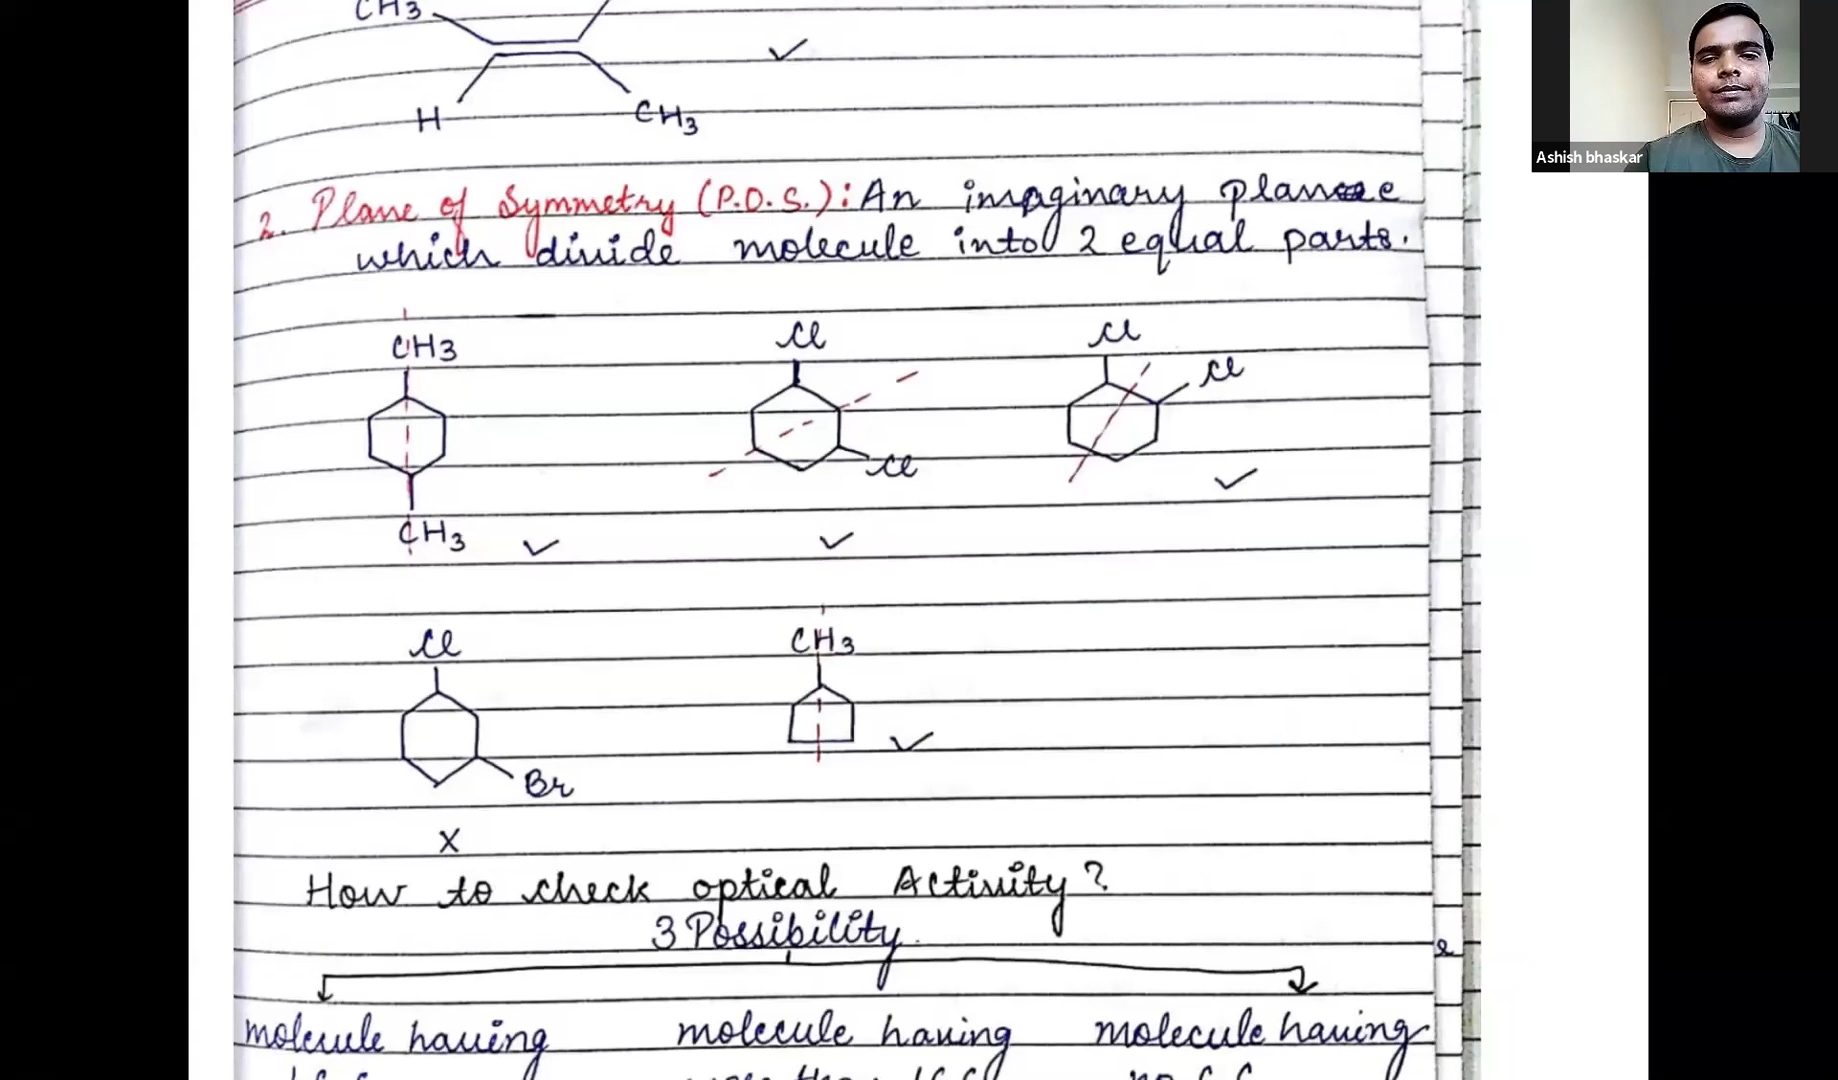 CH3
H
CH3
Ashish bhaskar
2. Plane of Symmetry (P.O.S.): An imaginary plane
which divide molecule into 2 equal parts.
CH3
Cl
Cl
Cl
Cl
CH3
Cl
CH3
Br
X
How to check optical Activity?
3 Possibility
molecule having
molecule having
molecule having